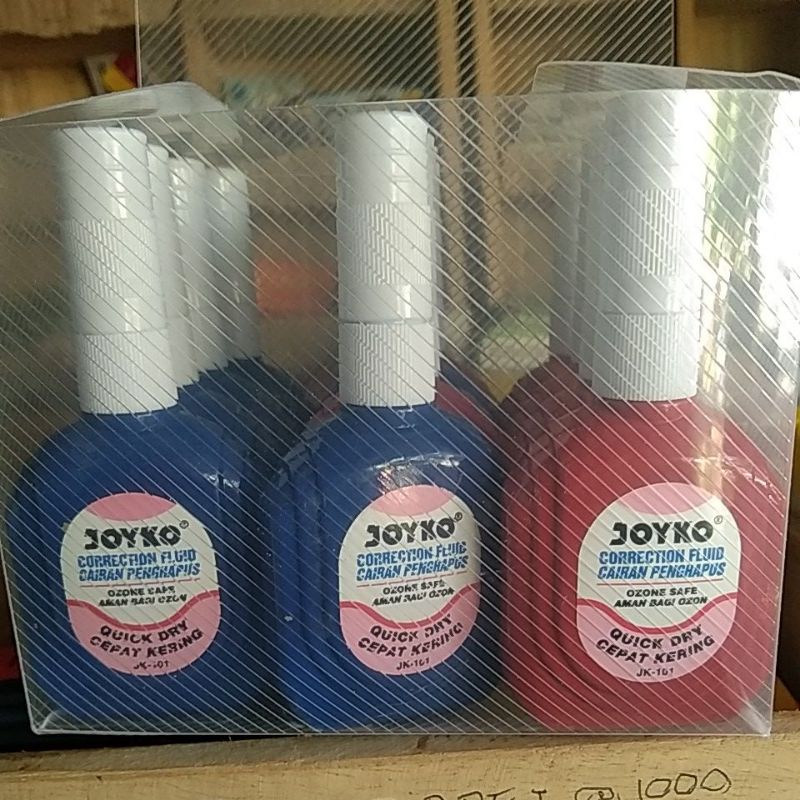 JOYKO®
CORRECTION FLUID
CAIRAN PENGHAPUS
OZONE SAFE
AMAN BAGI OZON
QUICK DRY
CEPAT KERING
JK-101
JOYKO®
CORRECTION FLUID
CAIRAN PENGHAPUS
OZONE SAFE
AMAN BAGI OZON
QUICK DRY
CEPAT KERING
JK-101
JOYKO®
CORRECTION FLUID
CAIRAN PENGHAPUS
OZONE SAFE
AMAN BAGI OZON
QUICK DRY
CEPAT KERING
JK-101
@ 1000